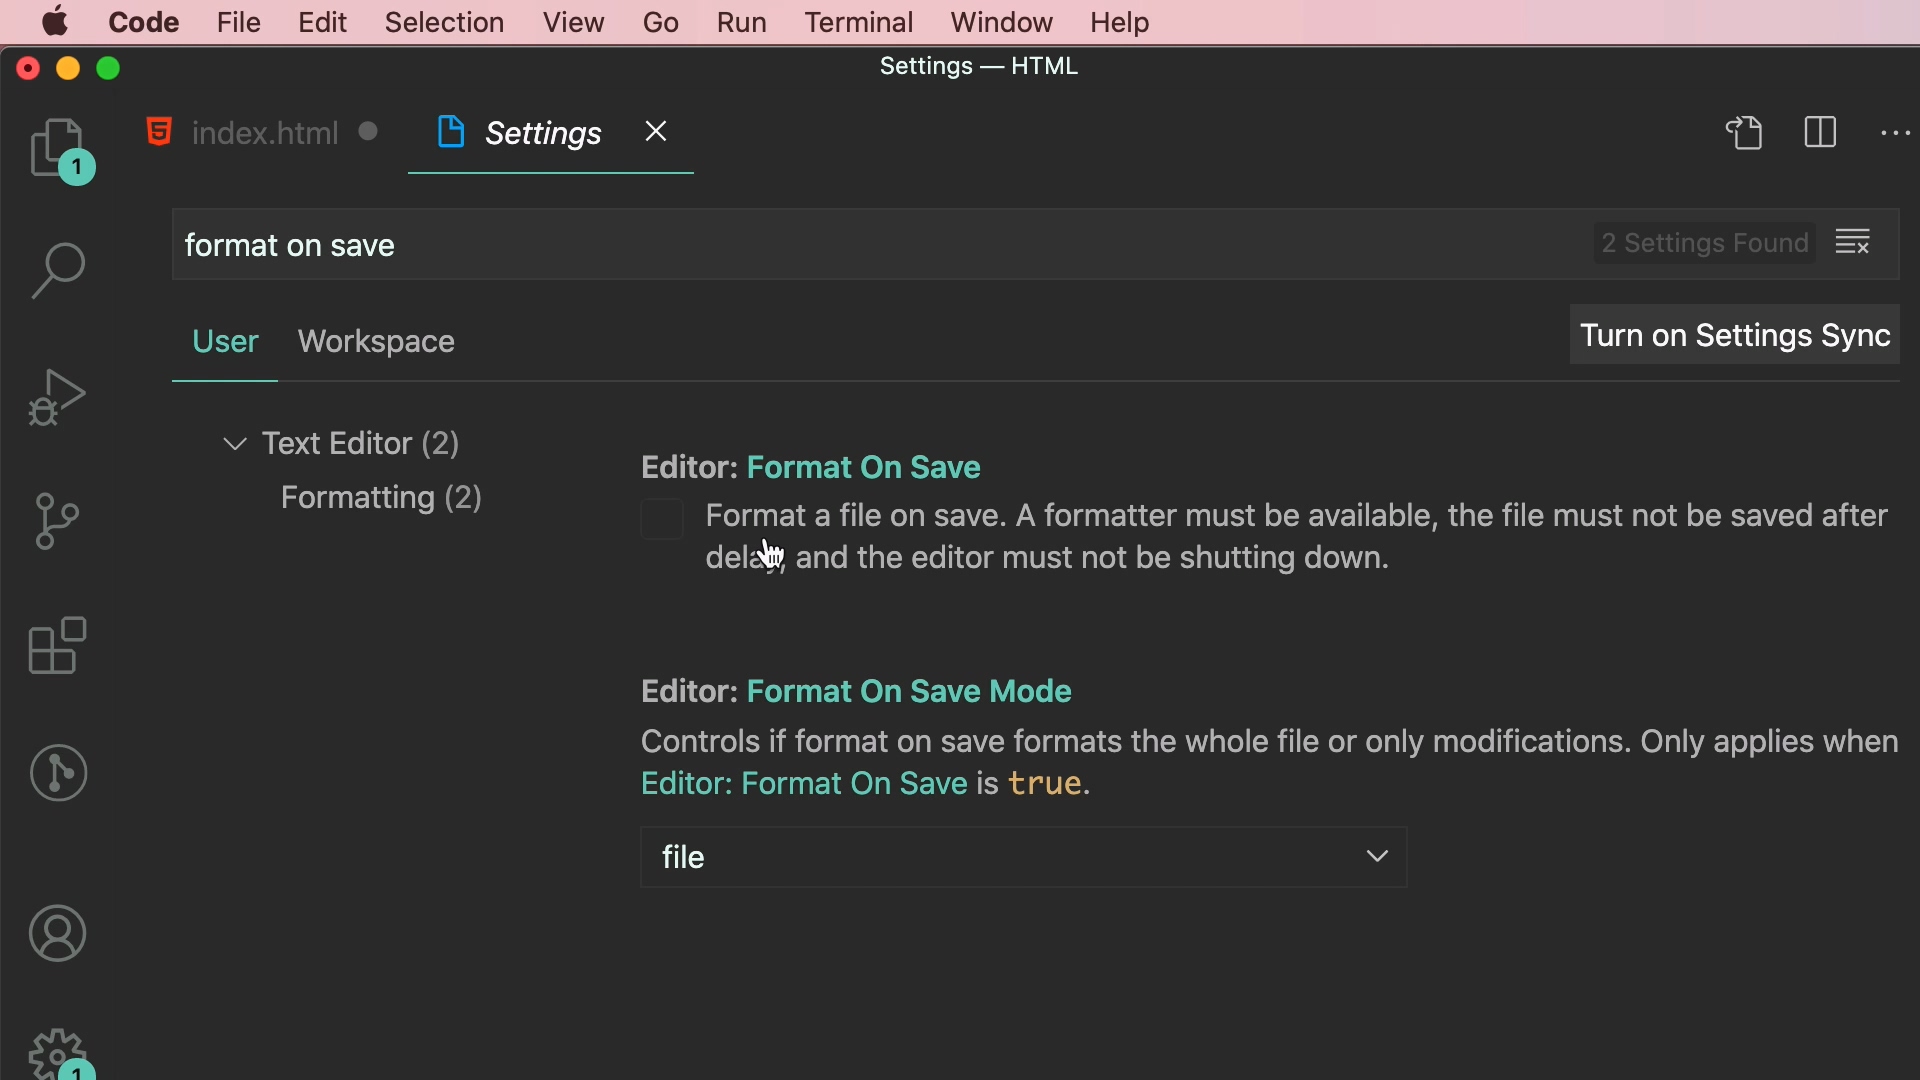 Code File Edit Selection View Go Run Terminal Window Help
Settings — HTML
1
index.html
Settings
format on save
2 Settings Found
User Workspace
Turn on Settings Sync
Text Editor (2)
Formatting (2)
Editor: Format On Save
Format a file on save. A formatter must be available, the file must not be saved after
delay, and the editor must not be shutting down.
Editor: Format On Save Mode
Controls if format on save formats the whole file or only modifications. Only applies when
Editor: Format On Save is true.
file
1